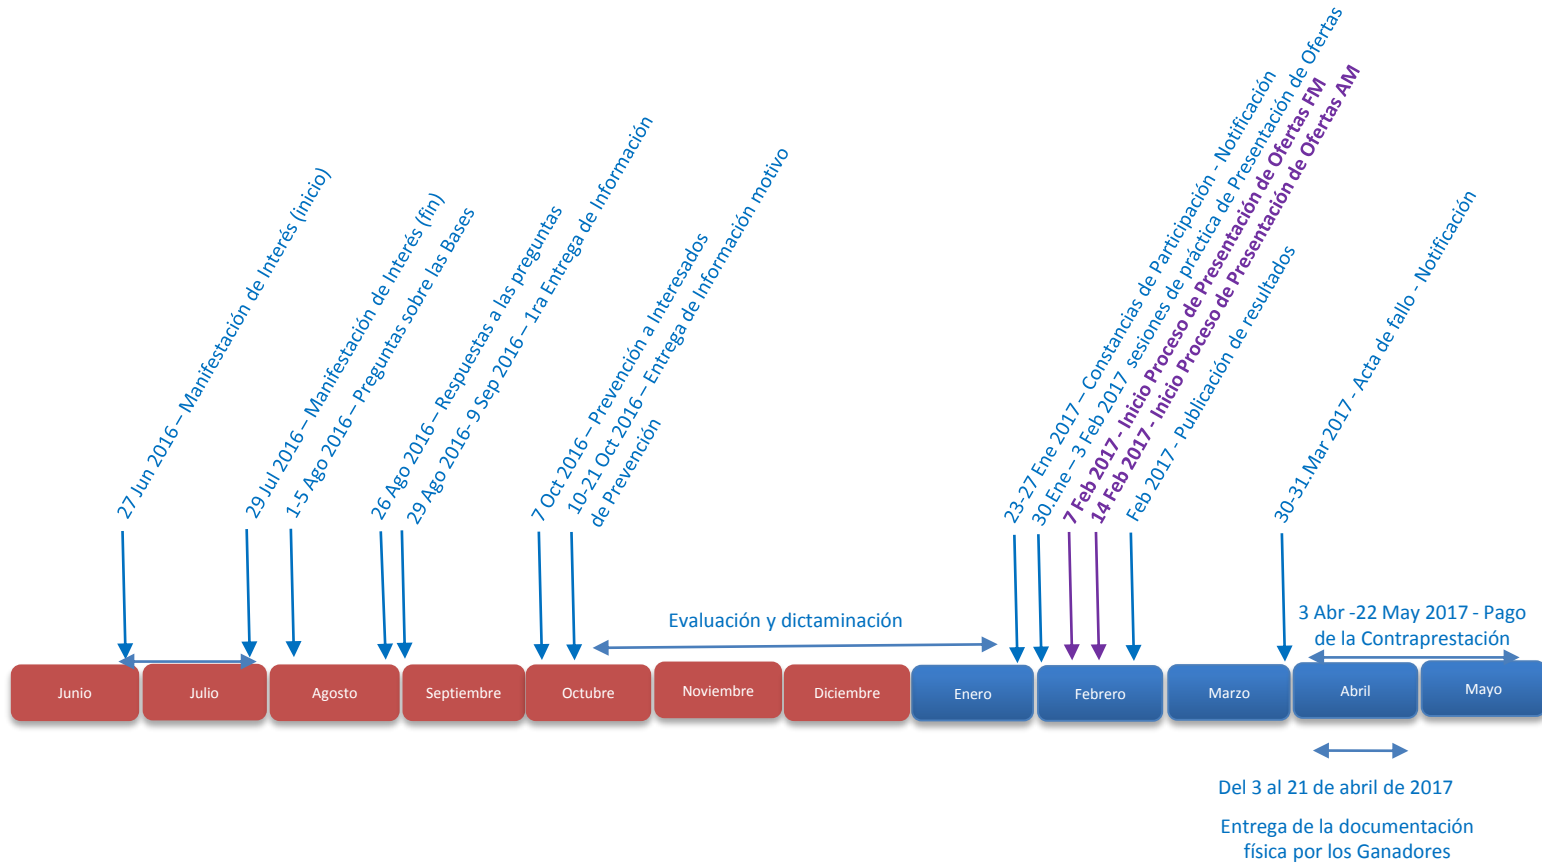 27 Jun 2016 – Manifestación de Interés (inicio)
29 Jul 2016 – Manifestación de Interés (fin)
1-5 Ago 2016 – Preguntas sobre las Bases
26 Ago 2016 – Respuestas a las preguntas
29 Ago 2016- 9 Sep 2016 – 1ra Entrega de Información
7 Oct 2016 – Prevención a Interesados
10-21 Oct 2016 – Entrega de Información motivo
de Prevención
23-27 Ene 2017 – Constancias de Participación - Notificación
30.Ene – 3 Feb 2017 sesiones de práctica de Presentación de Ofertas
7 Feb 2017 - Inicio Proceso de Presentación de Ofertas FM
14 Feb 2017 - Inicio Proceso de Presentación de Ofertas AM
Feb 2017 - Publicación de resultados
30-31.Mar 2017 - Acta de fallo - Notificación
Evaluación y dictaminación
3 Abr -22 May 2017 - Pago
de la Contraprestación
Junio
Julio
Agosto
Septiembre
Octubre
Noviembre
Diciembre
Enero
Febrero
Marzo
Abril
Mayo
Del 3 al 21 de abril de 2017
Entrega de la documentación
física por los Ganadores